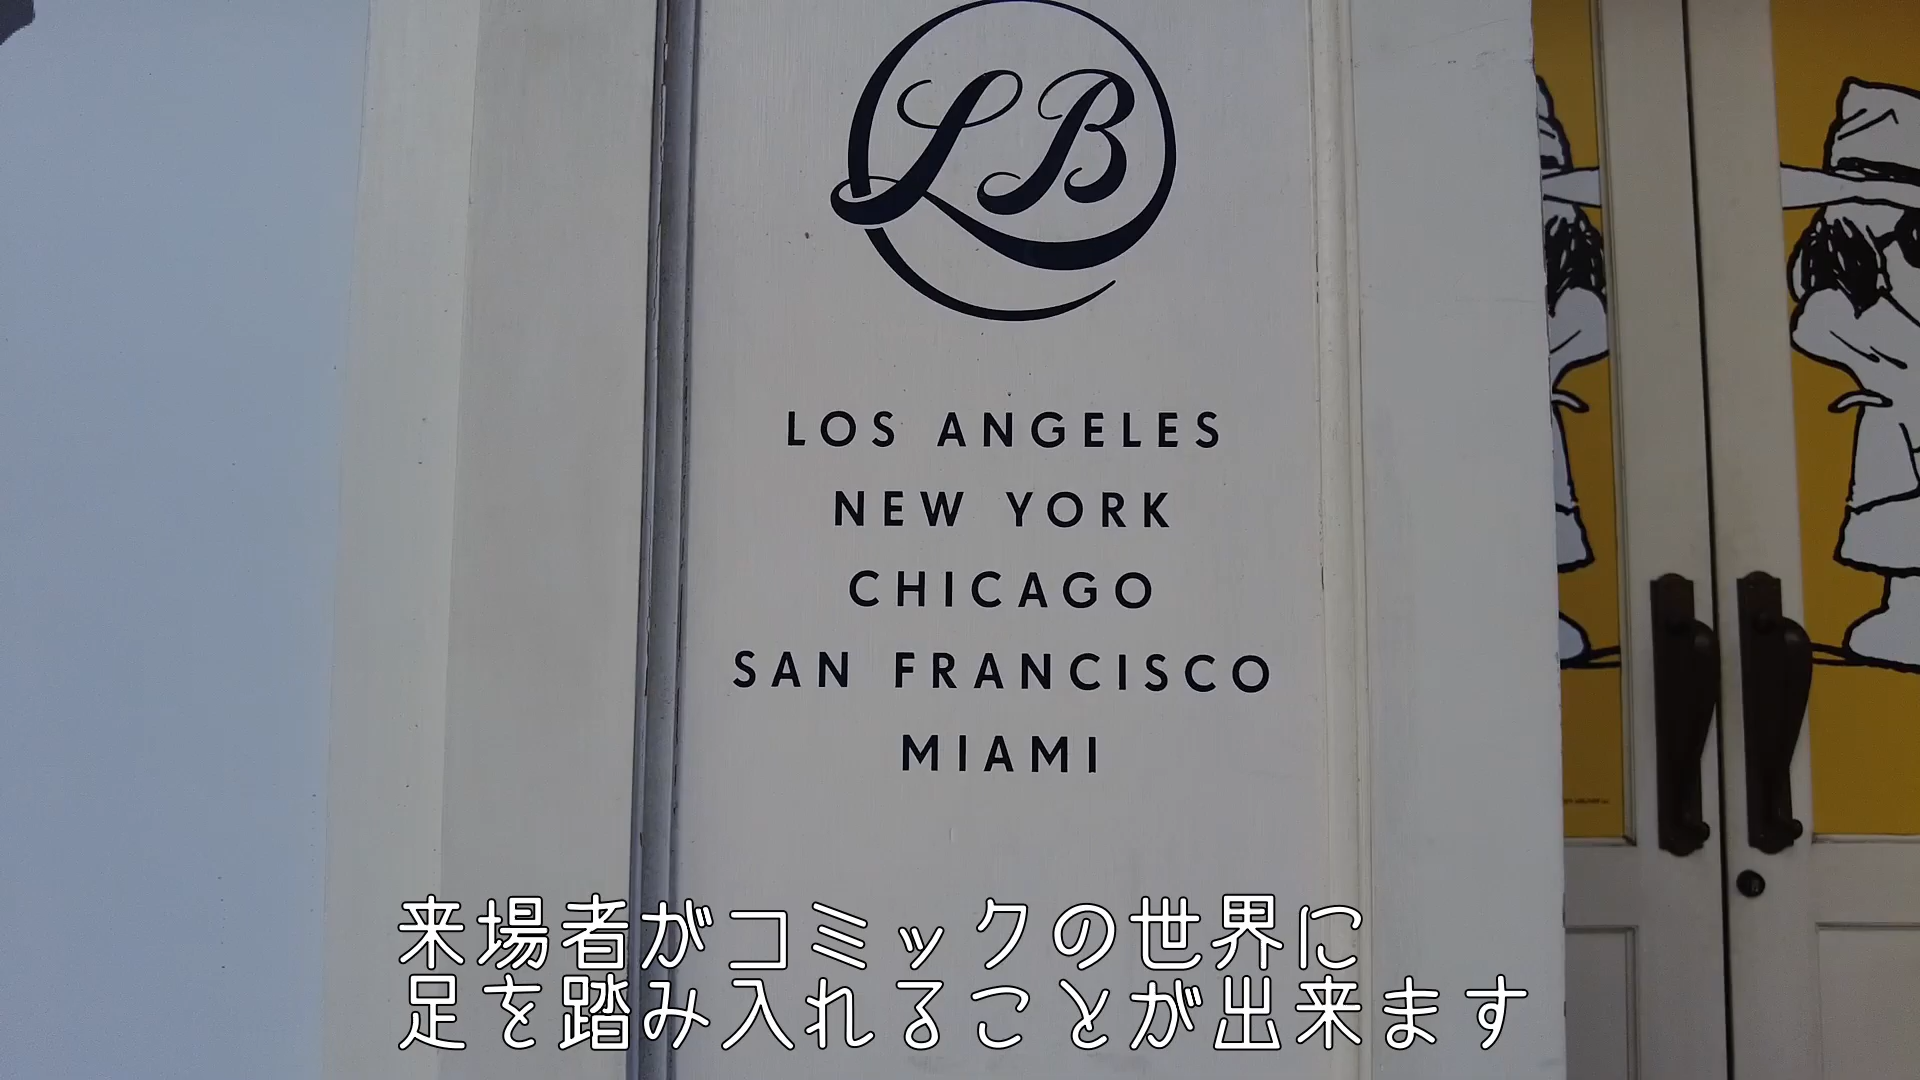 LB
LOS ANGELES
NEW YORK
CHICAGO
SAN FRANCISCO
MIAMI
来場者がコミックの世界に
足を踏み入れることが出来ます